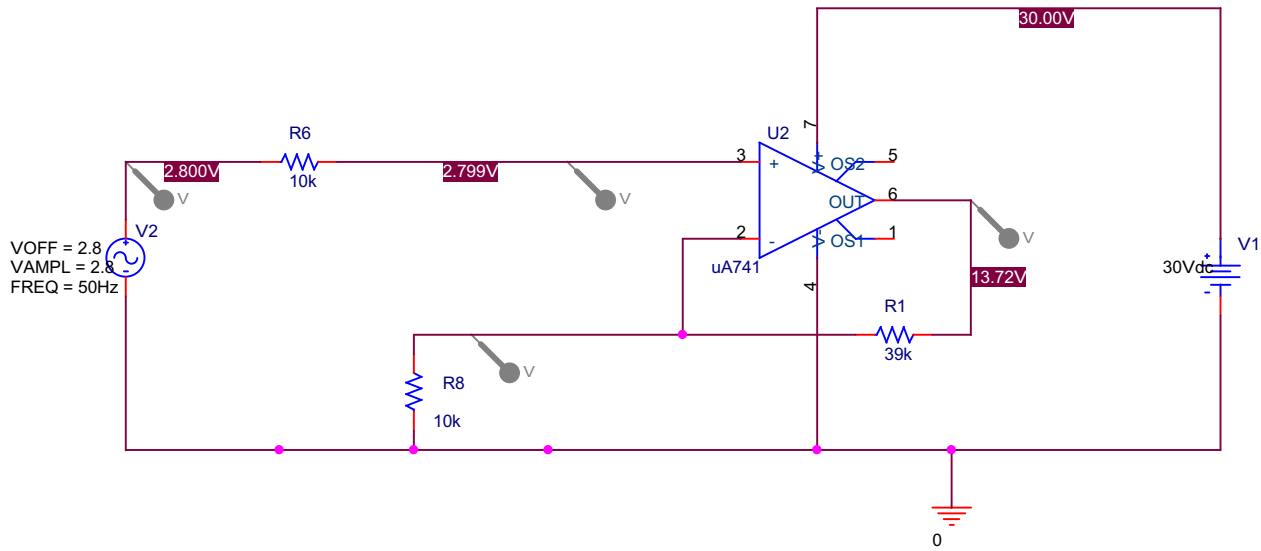 30.00V
R6
10k
2.800V
2.799V
V
V
U2
7
3
+
V+
OS2
5
OUT
6
V
2
-
V-
OS1
1
uA741
4
V2
+
-
VOFF = 2.8
VAMPL = 2.8
FREQ = 50Hz
V1
30Vdc
+
-
13.72V
R1
39k
V
R8
10k
0